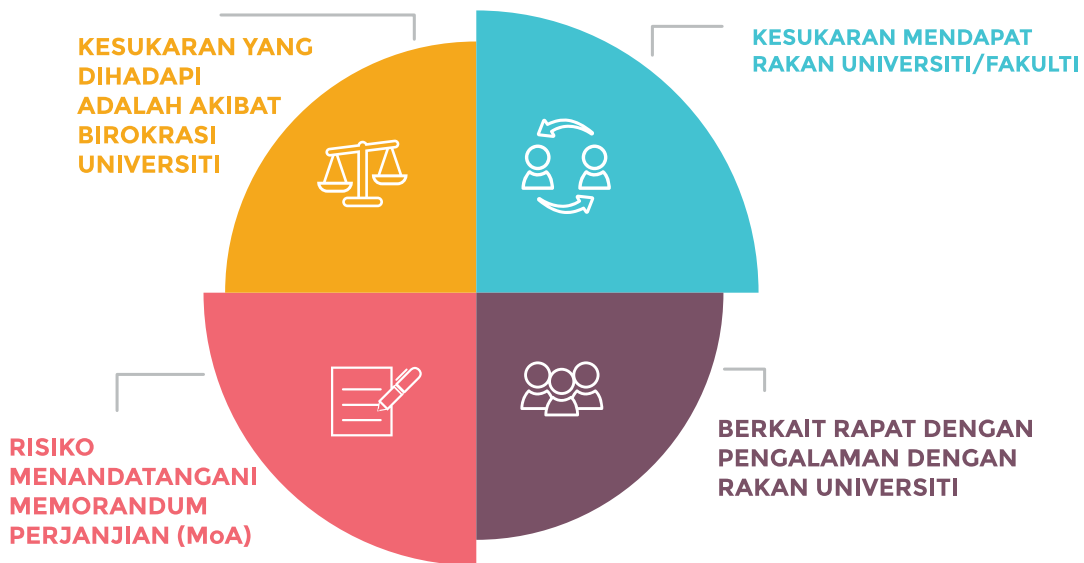 KESUKARAN YANG
DIHADAPI
ADALAH AKIBAT
BIROKRASI
UNIVERSITI
KESUKARAN MENDAPAT
RAKAN UNIVERSITI/FAKULTI
RISIKO
MENANDATANGANI
MEMORANDUM
PERJANJIAN (MoA)
BERKAIT RAPAT DENGAN
PENGALAMAN DENGAN
RAKAN UNIVERSITI